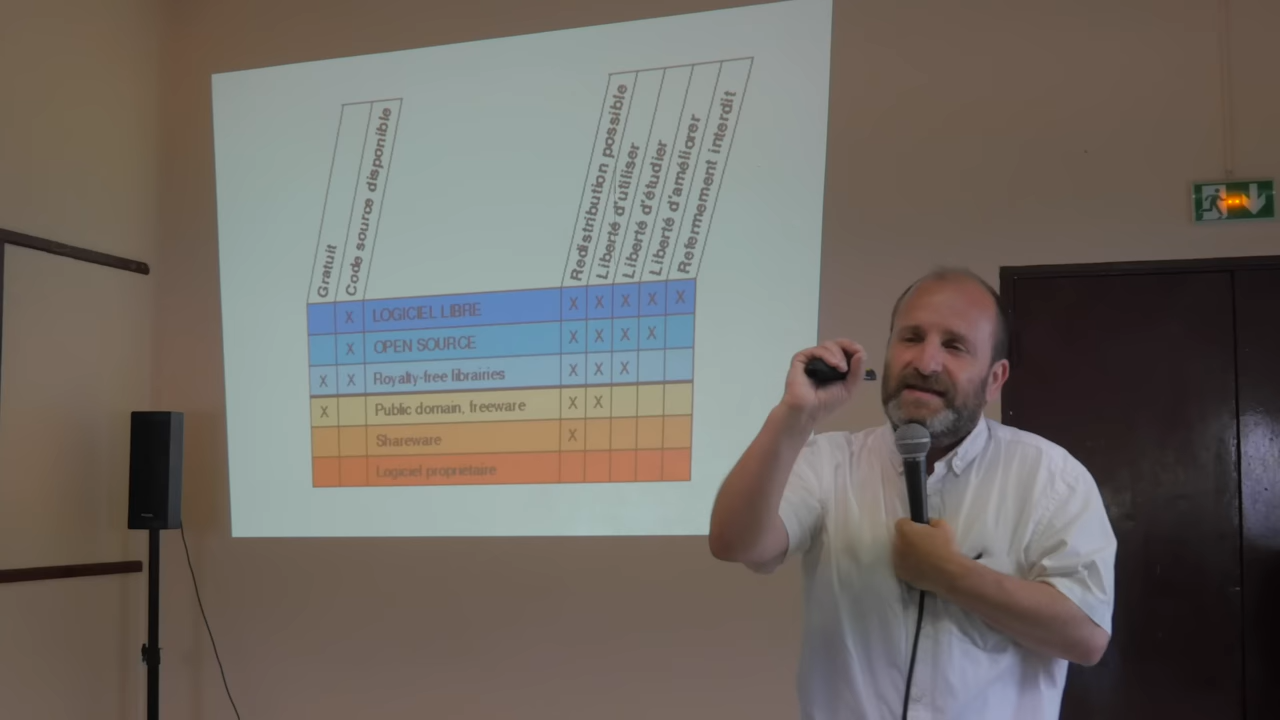 Gratuit
Code source disponible
Redistribution possible
Liberté d'utiliser
Liberté d'étudier
Liberté d'améliorer
Refermement interdit
X LOGICIEL LIBRE X X X X X
X OPEN SOURCE X X X X
X X Royalty-free librairies X X X
X Public domain, freeware X X
Shareware X
Logiciel propriétaire